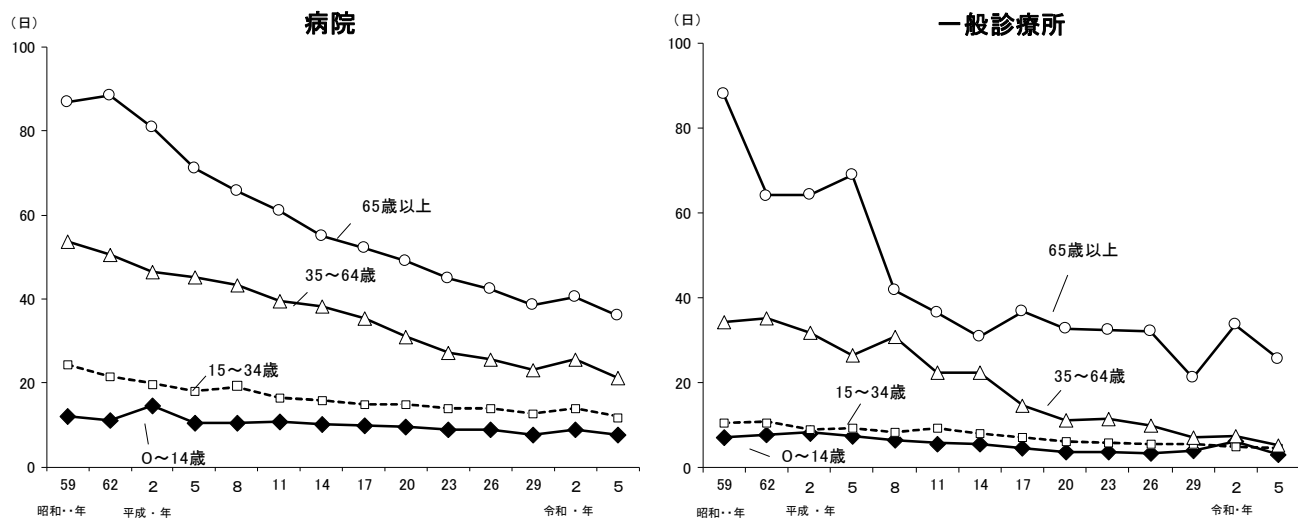 病院
（日）
100
80
60
40
20
0
65歳以上
35～64歳
15～34歳
0～14歳
59 62 2 5 8 11 14 17 20 23 26 29 2 5
昭和・・年 平成・年 令和・年
一般診療所
（日）
100
80
60
40
20
0
65歳以上
35～64歳
15～34歳
0～14歳
59 62 2 5 8 11 14 17 20 23 26 29 2 5
昭和・・年 平成・年 令和・年